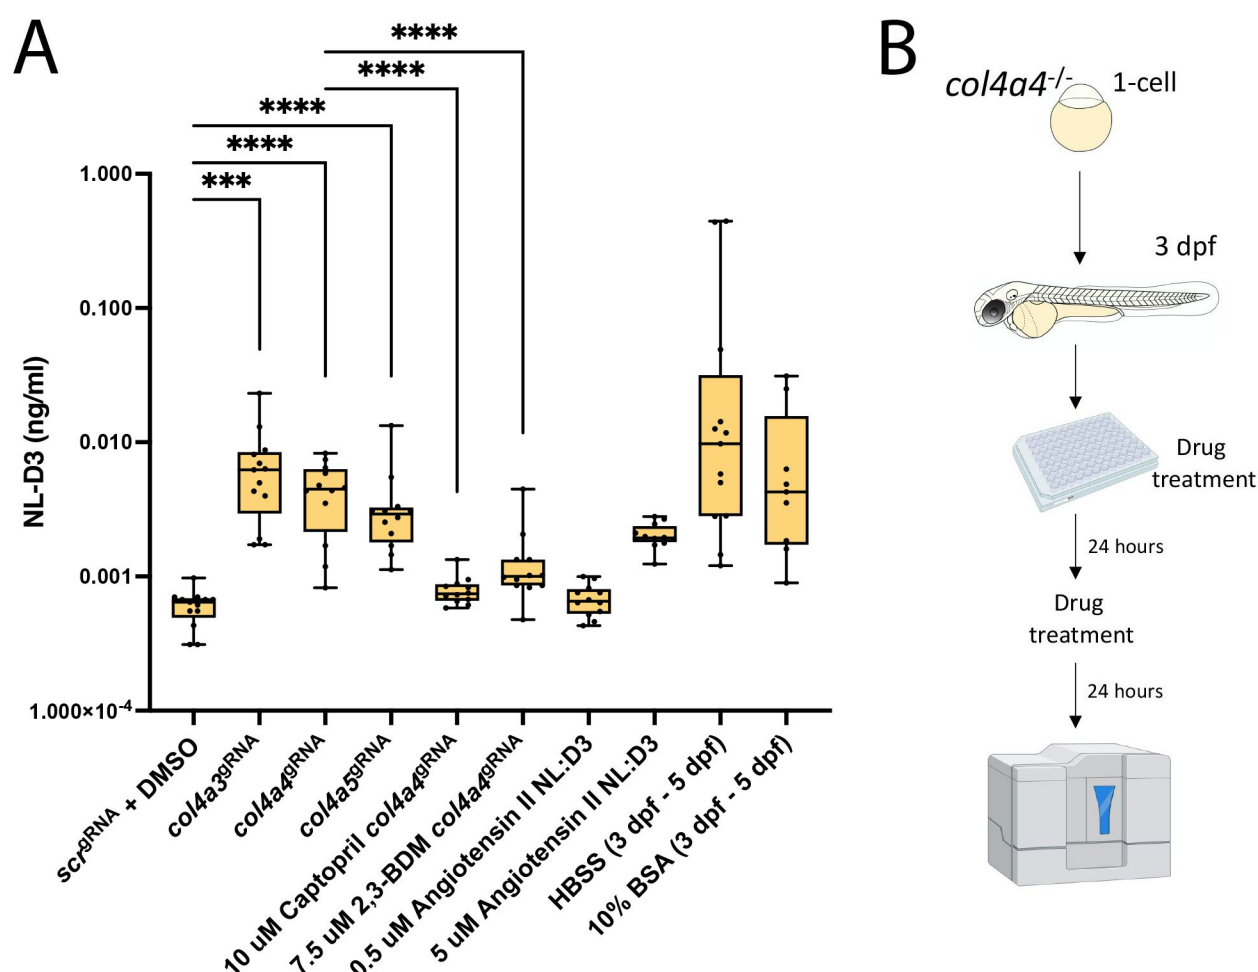 A
****
****
****
****
***
1.000
0.100
0.010
0.001
1.000×10-4
NL-D3 (ng/ml)
scrgRNA + DMSO
col4a3gRNA
col4a4gRNA
col4a5gRNA
10 uM Captopril col4a4gRNA
7.5 uM 2,3-BDM col4a4gRNA
0.5 uM Angiotensin II NL:D3
5 uM Angiotensin II NL:D3
HBSS (3 dpf - 5 dpf)
10% BSA (3 dpf - 5 dpf)
B
col4a4-/-
1-cell
3 dpf
Drug
treatment
24 hours
Drug
treatment
24 hours